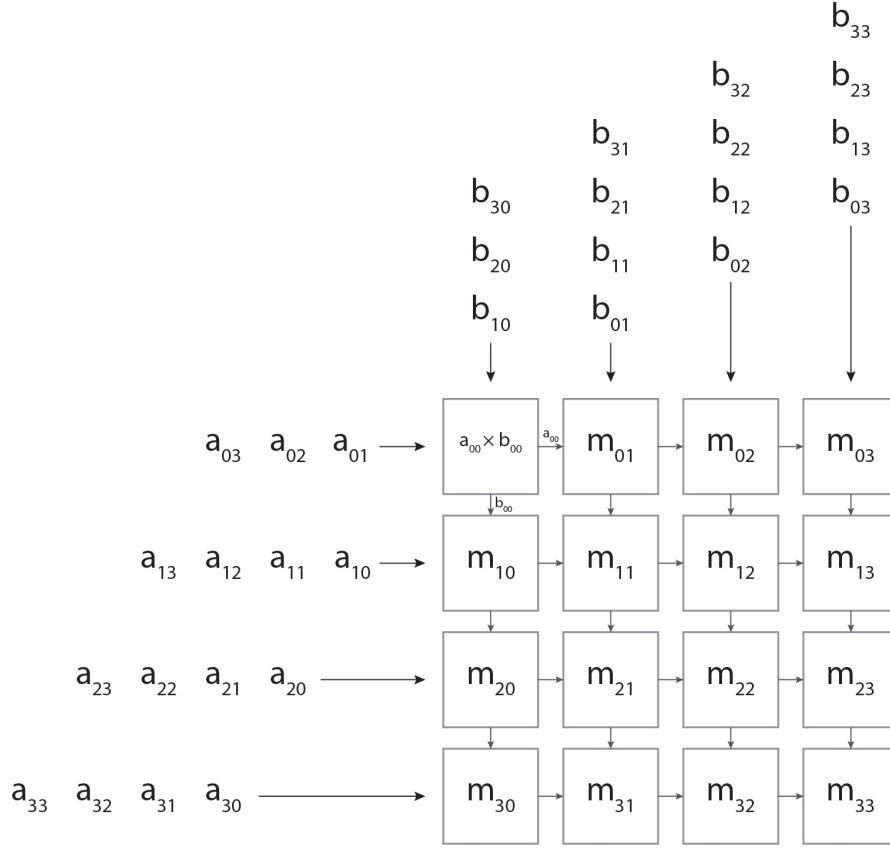 b₃₃
b₃₂ b₂₃
b₃₁ b₂₂ b₁₃
b₃₀ b₂₁ b₁₂ b₀₃
b₂₀ b₁₁ b₀₂
b₁₀ b₀₁
a₀₃ a₀₂ a₀₁ a₀₀ × b₀₀ a₀₀ m₀₁ m₀₂ m₀₃
b₀₀
a₁₃ a₁₂ a₁₁ a₁₀ m₁₀ m₁₁ m₁₂ m₁₃
a₂₃ a₂₂ a₂₁ a₂₀ m₂₀ m₂₁ m₂₂ m₂₃
a₃₃ a₃₂ a₃₁ a₃₀ m₃₀ m₃₁ m₃₂ m₃₃